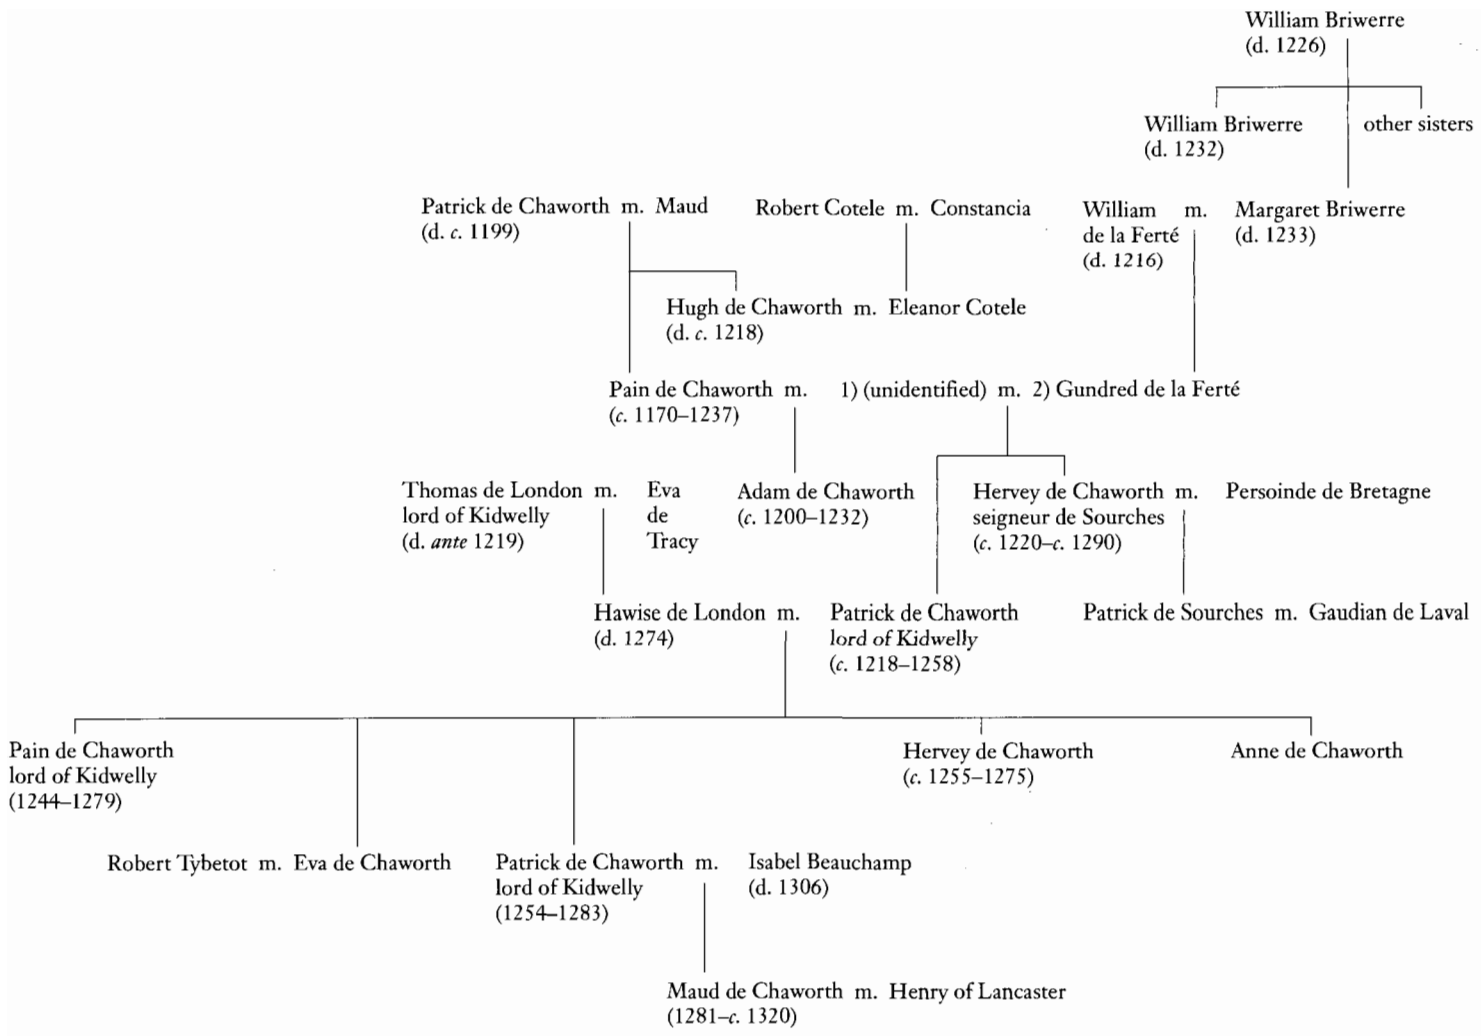 William Briwerre
(d. 1226)
William Briwerre
(d. 1232)
other sisters
Patrick de Chaworth m. Maud
(d. c. 1199)
Robert Cotele m. Constancia
William m. Margaret Briwerre
de la Ferté (d. 1233)
(d. 1216)
Hugh de Chaworth m. Eleanor Cotele
(d. c. 1218)
Pain de Chaworth m. 1) (unidentified) m. 2) Gundred de la Ferté
(c. 1170–1237)
Thomas de London m. Eva
lord of Kidwelly de
(d. ante 1219) Tracy
Adam de Chaworth
(c. 1200–1232)
Hervey de Chaworth m. Persoinde de Bretagne
seigneur de Sourches
(c. 1220–c. 1290)
Hawise de London m. Patrick de Chaworth
(d. 1274) lord of Kidwelly
(c. 1218–1258)
Patrick de Sourches m. Gaudian de Laval
Pain de Chaworth
lord of Kidwelly
(1244–1279)
Hervey de Chaworth
(c. 1255–1275)
Anne de Chaworth
Robert Tybetot m. Eva de Chaworth
Patrick de Chaworth m. Isabel Beauchamp
lord of Kidwelly (d. 1306)
(1254–1283)
Maud de Chaworth m. Henry of Lancaster
(1281–c. 1320)